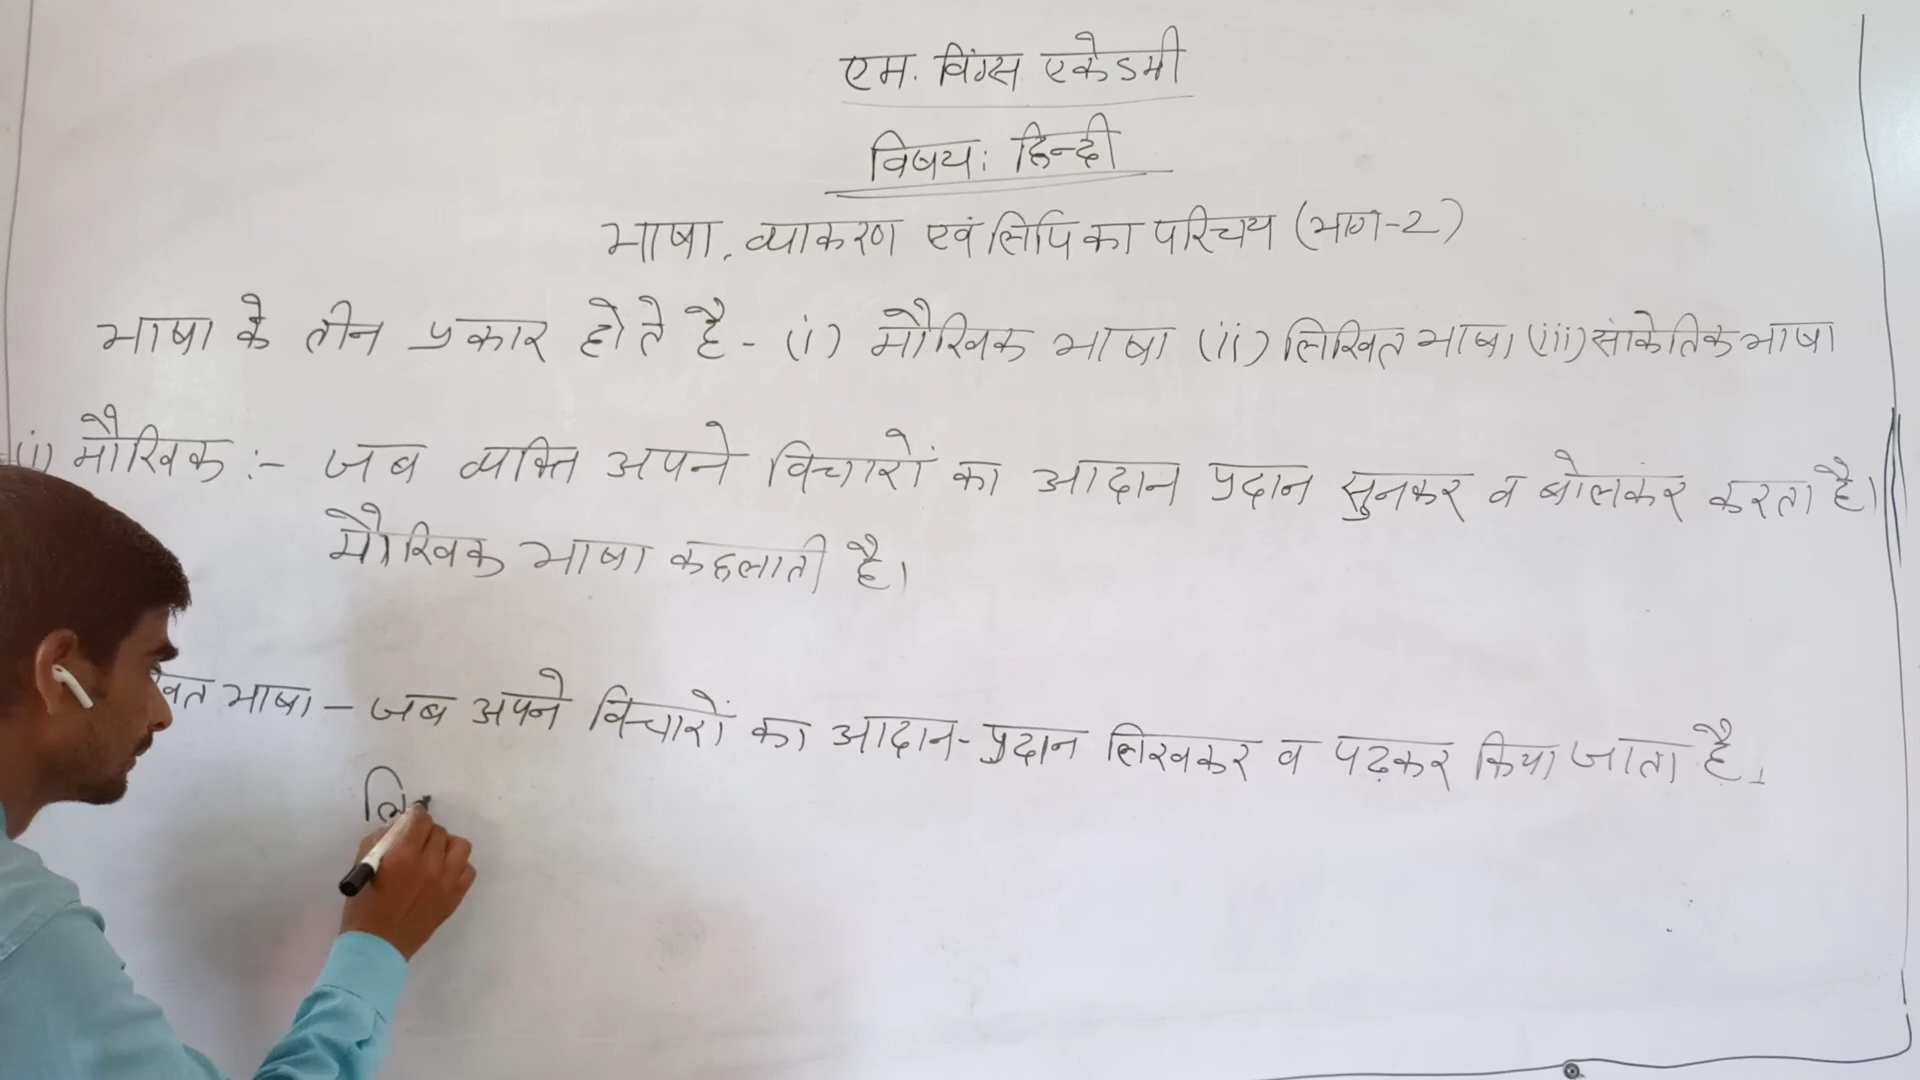 एम. विंग्स एकेडमी
विषय: हिन्दी
भाषा, व्याकरण एवं लिपि का परिचय (भाग-2)
भाषा के तीन प्रकार होते है - (i) मौखिक भाषा (ii) लिखित भाषा (iii) सांकेतिक भाषा
(i) मौखिक :- जब व्यक्ति अपने विचारों का आदान प्रदान सुनकर व बोलकर करता है।
मौखिक भाषा कहलाती है।
भाषा - जब अपने विचारों का आदान-प्रदान लिखकर व पढ़कर किया जाता है।